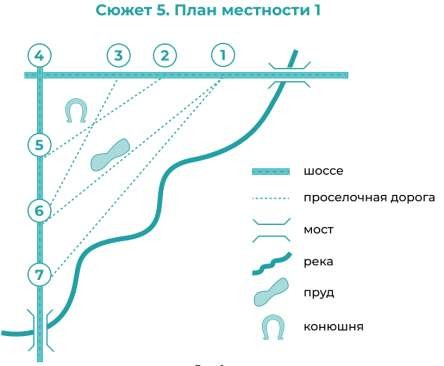 Сюжет 5. План местности 1
4
3
2
1
5
6
7
шоссе
проселочная дорога
мост
река
пруд
конюшня